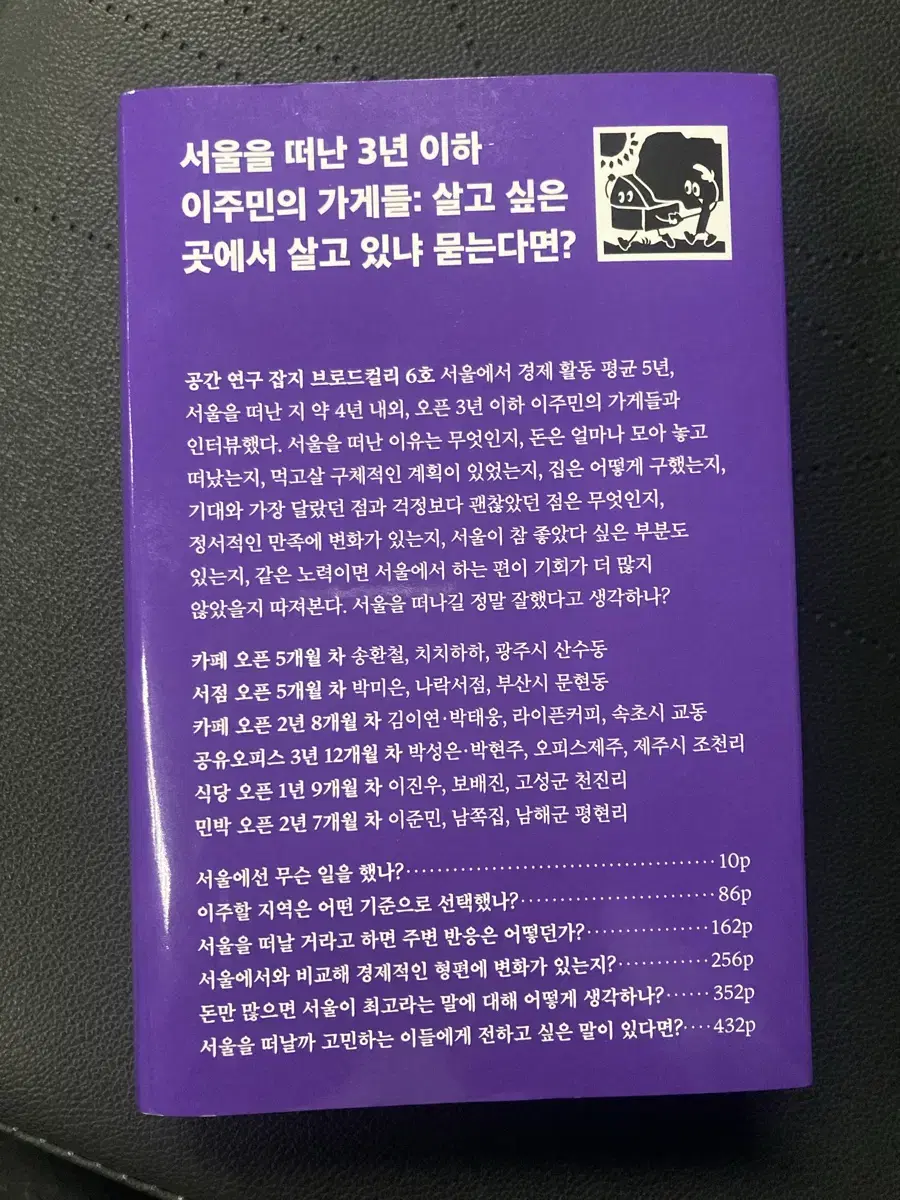 서울을 떠난 3년 이하
이주민의 가게들: 살고 싶은
곳에서 살고 있냐 묻는다면?
공간 연구 잡지 브로드컬리 6호 서울에서 경제 활동 평균 5년,
서울을 떠난 지 약 4년 내외, 오픈 3년 이하 이주민의 가게들과
인터뷰했다. 서울을 떠난 이유는 무엇인지, 돈은 얼마나 모아 놓고
떠났는지, 먹고살 구체적인 계획이 있었는지, 집은 어떻게 구했는지,
기대와 가장 달랐던 점과 걱정보다 괜찮았던 점은 무엇인지,
정서적인 만족에 변화가 있는지, 서울이 참 좋았다 싶은 부분도
있는지, 같은 노력이면 서울에서 하는 편이 기회가 더 많지
않았을지 따져본다. 서울을 떠나길 정말 잘했다고 생각하나?
카페 오픈 5개월 차 송환철, 치치하하, 광주시 산수동
서점 오픈 5개월 차 박미은, 나락서점, 부산시 문현동
카페 오픈 2년 8개월 차 김이연·박태웅, 라이픈커피, 속초시 교동
공유오피스 3년 12개월 차 박성은·박현주, 오피스제주, 제주시 조천리
식당 오픈 1년 9개월 차 이진우, 보배진, 고성군 천진리
민박 오픈 2년 7개월 차 이준민, 남쪽집, 남해군 평현리
서울에선 무슨 일을 했나?······································10p
이주할 지역은 어떤 기준으로 선택했나?························86p
서울을 떠날 거라고 하면 주변 반응은 어떻던가?···············162p
서울에서와 비교해 경제적인 형편에 변화가 있는지?···········256p
돈만 많으면 서울이 최고라는 말에 대해 어떻게 생각하나?······352p
서울을 떠날까 고민하는 이들에게 전하고 싶은 말이 있다면?····432p